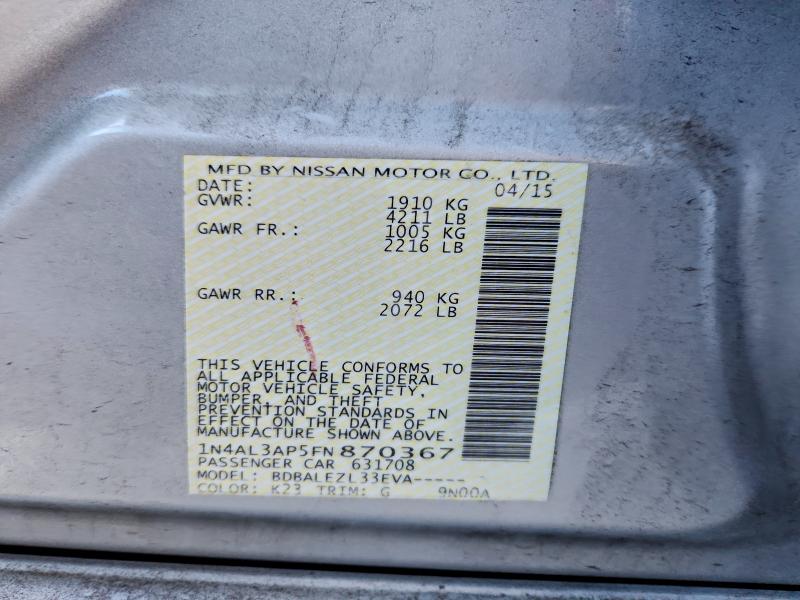 MFD BY NISSAN MOTOR CO., LTD.
DATE: 04/15
GVWR: 1910 KG
4211 LB
GAWR FR.: 1005 KG
2216 LB
GAWR RR.: 940 KG
2072 LB
THIS VEHICLE CONFORMS TO
ALL APPLICABLE FEDERAL
MOTOR VEHICLE SAFETY,
BUMPER, AND THEFT
PREVENTION STANDARDS IN
EFFECT ON THE DATE OF
MANUFACTURE SHOWN ABOVE.
1N4AL3AP5FN870367
PASSENGER CAR 631708
MODEL: BDBALEZL33EVA-----
COLOR: K23 TRIM: G 9N00A